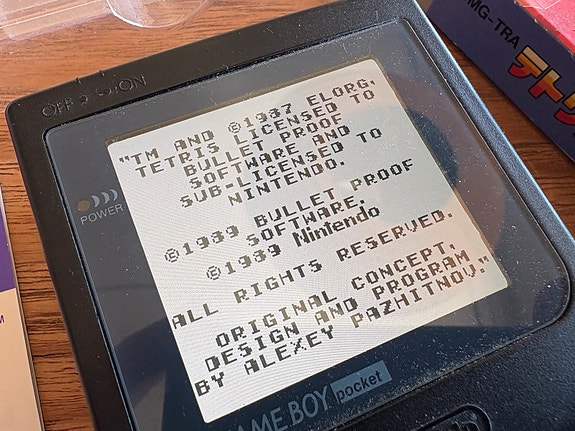 OFF ON
MG-TRA
テトリ
POWER
"TM AND ©1987 ELORG,
TETRIS LICENSED TO
BULLET PROOF
SOFTWARE AND
SUB-LICENSED TO
NINTENDO.
©1989 BULLET PROOF
SOFTWARE,
©1989 Nintendo
ALL RIGHTS RESERVED.
ORIGINAL CONCEPT,
DESIGN AND PROGRAM
BY ALEXEY PAZHITNOV."
GAME BOY pocket